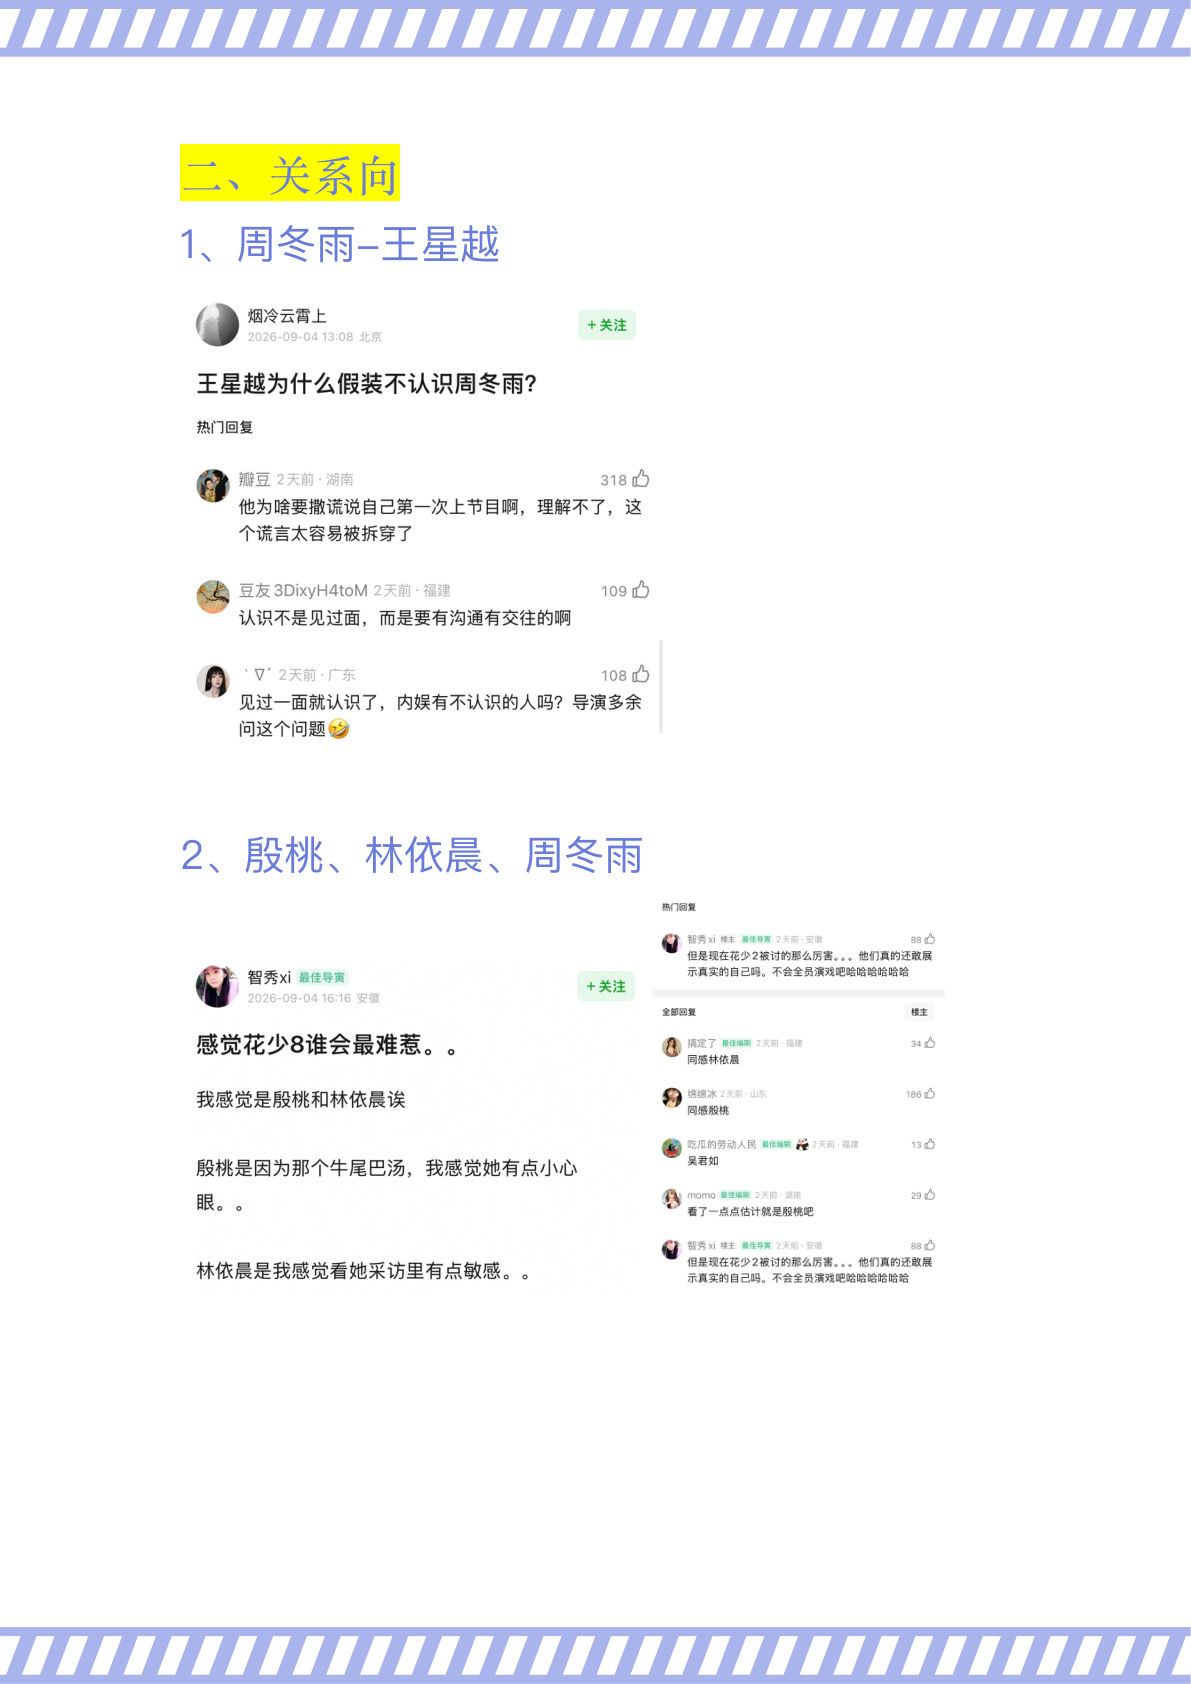 二、关系向
1、周冬雨-王星越
烟冷云霄上
2026-09-04 13:08 北京
+关注
王星越为什么假装不认识周冬雨?
热门回复
瓣豆 2天前·湖南
318
他为啥要撒谎说自己第一次上节目啊，理解不了，这
个谎言太容易被拆穿了
豆友3DixyH4toM 2天前·福建
109
认识不是见过面，而是要有沟通有交往的啊
｀∇´ 2天前·广东
108
见过一面就认识了，内娱有不认识的人吗？导演多余
问这个问题🤣
2、殷桃、林依晨、周冬雨
智秀xi 最佳导寅
2026-09-04 16:16 安徽
+关注
感觉花少8谁会最难惹。。
我感觉是殷桃和林依晨诶
殷桃是因为那个牛尾巴汤，我感觉她有点小心
眼。。
林依晨是我感觉看她采访里有点敏感。。
热门回复
智秀xi 楼主 最佳导寅 2天前·安徽
88
但是现在花少2被讨的那么厉害。。。他们真的还敢展
示真实的自己吗。不会全员演戏吧哈哈哈哈哈哈
全部回复
楼主
搞定了 最佳编剧 2天前·福建
34
同感林依晨
绵绵冰 2天前·山东
186
同感殷桃
吃瓜的劳动人民 最佳编剧 🐼 2天前·福建
13
吴君如
momo 最佳编剧 2天前·湖南
29
看了一点点估计就是殷桃吧
智秀xi 楼主 最佳导寅 2天前·安徽
88
但是现在花少2被讨的那么厉害。。。他们真的还敢展
示真实的自己吗。不会全员演戏吧哈哈哈哈哈哈